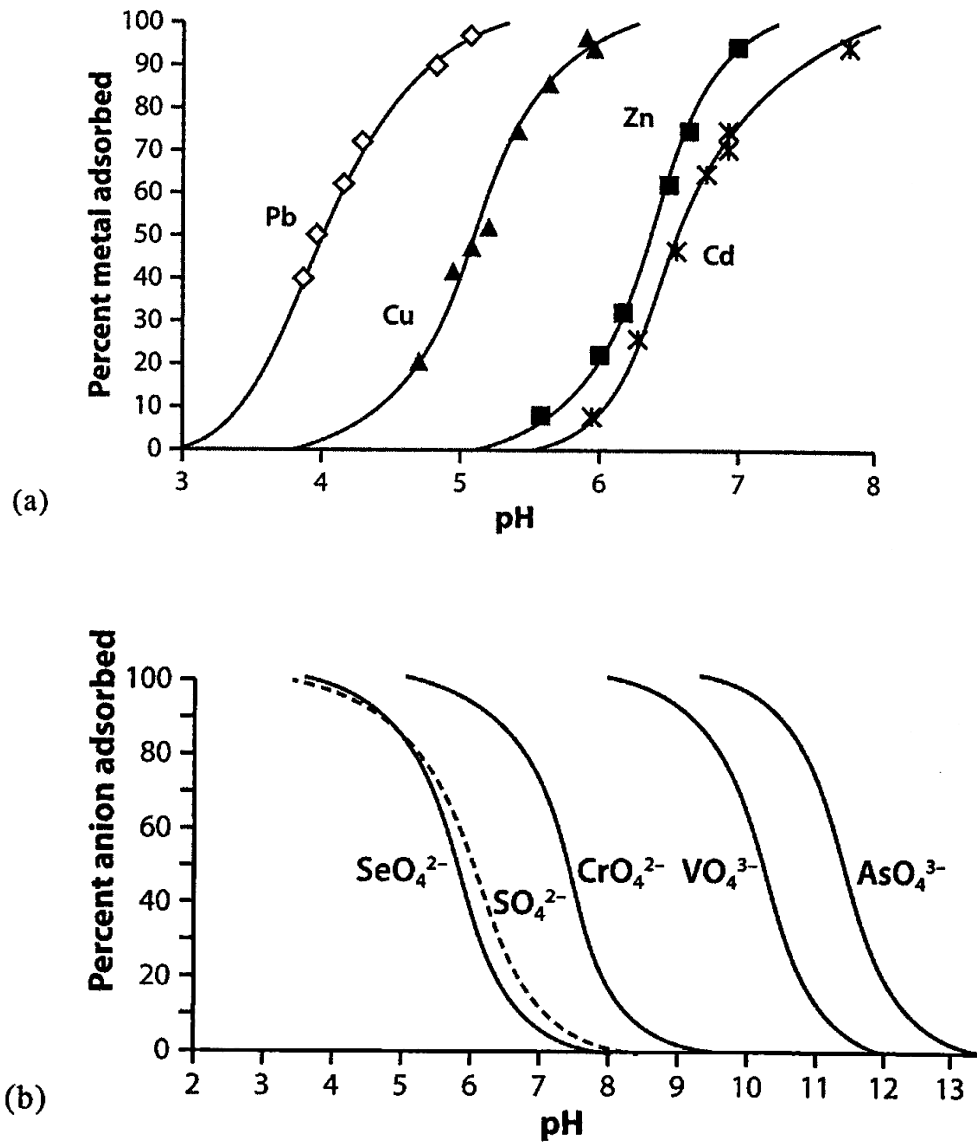 Percent metal adsorbed
100
90
80
70
60
50
40
30
20
10
0
Pb
Cu
Zn
Cd
3 4 5 6 7 8
pH
(a)
Percent anion adsorbed
100
80
60
40
20
0
SeO₄²⁻
SO₄²⁻
CrO₄²⁻
VO₄³⁻
AsO₄³⁻
2 3 4 5 6 7 8 9 10 11 12 13
pH
(b)